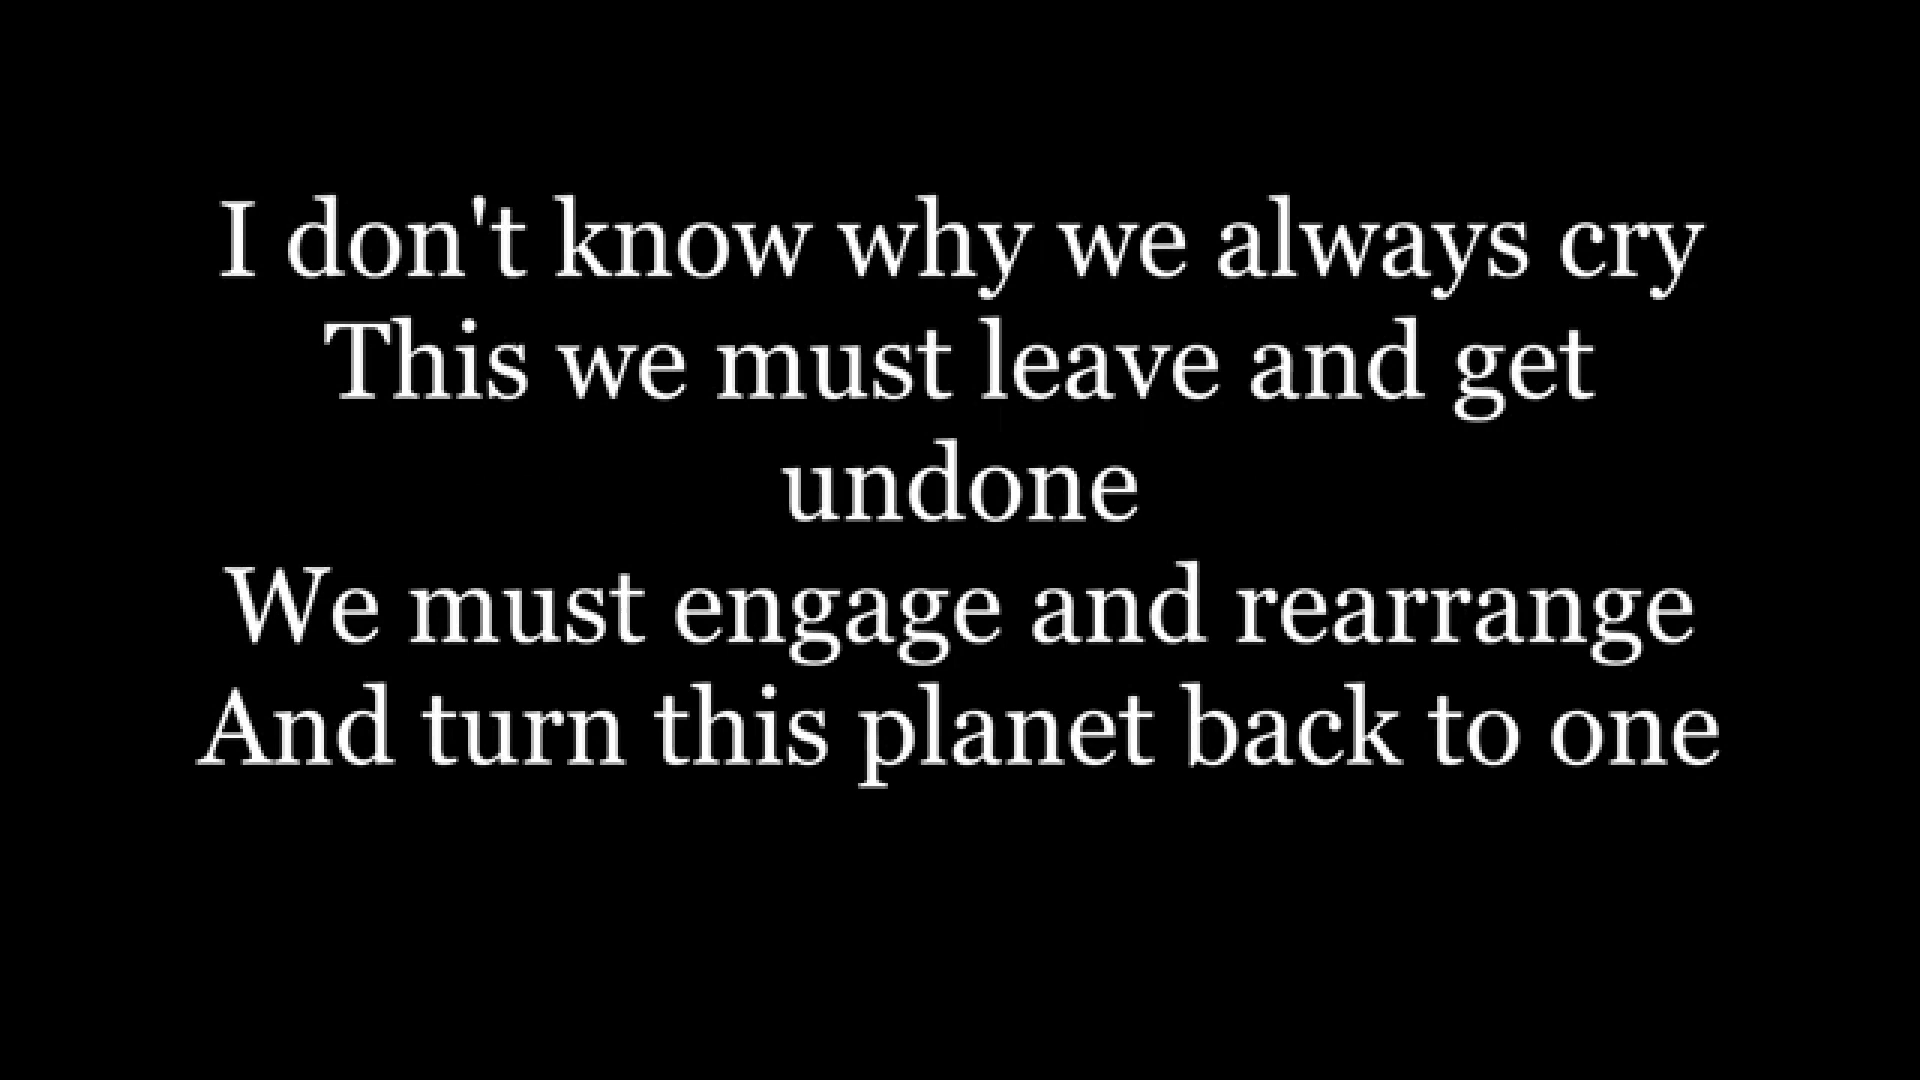 I don't know why we always cry
This we must leave and get
undone
We must engage and rearrange
And turn this planet back to one